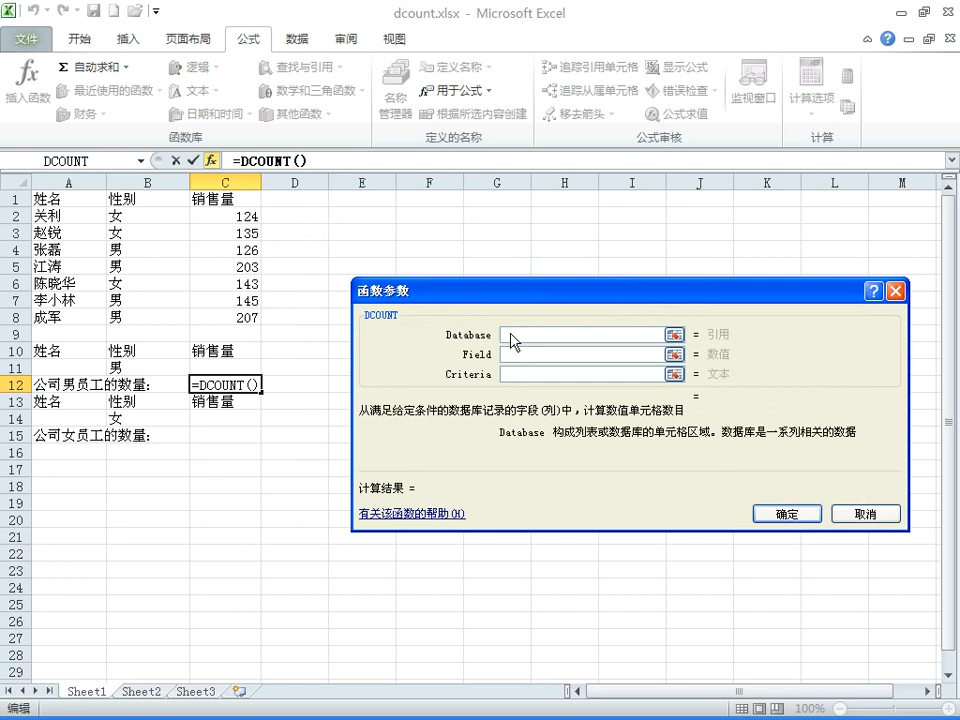 dcount.xlsx - Microsoft Excel
文件 开始 插入 页面布局 公式 数据 审阅 视图
fx 插入函数
Σ 自动求和 逻辑 查找与引用
最近使用的函数 文本 数学和三角函数
财务 日期和时间 其他函数
函数库
名称管理器
定义名称
用于公式
根据所选内容创建
定义的名称
追踪引用单元格 显示公式
追踪从属单元格 错误检查
移去箭头 公式求值
公式审核
监视窗口
计算选项
计算
DCOUNT fx =DCOUNT()
A B C D E F G H I J K L M
1 姓名 性别 销售量
2 关利 女 124
3 赵锐 女 135
4 张磊 男 126
5 江涛 男 203
6 陈晓华 女 143
7 李小林 男 145
8 成军 男 207
9
10 姓名 性别 销售量
11 男
12 公司男员工的数量: =DCOUNT()
13 姓名 性别 销售量
14 女
15 公司女员工的数量:
16
17
18
19
20
21
22
23
24
25
26
27
28
29
函数参数
DCOUNT
Database = 引用
Field = 数值
Criteria = 文本
=
从满足给定条件的数据库记录的字段(列)中，计算数值单元格数目
Database 构成列表或数据库的单元格区域。数据库是一系列相关的数据
计算结果 =
有关该函数的帮助(H)
确定 取消
Sheet1 Sheet2 Sheet3
编辑 100%